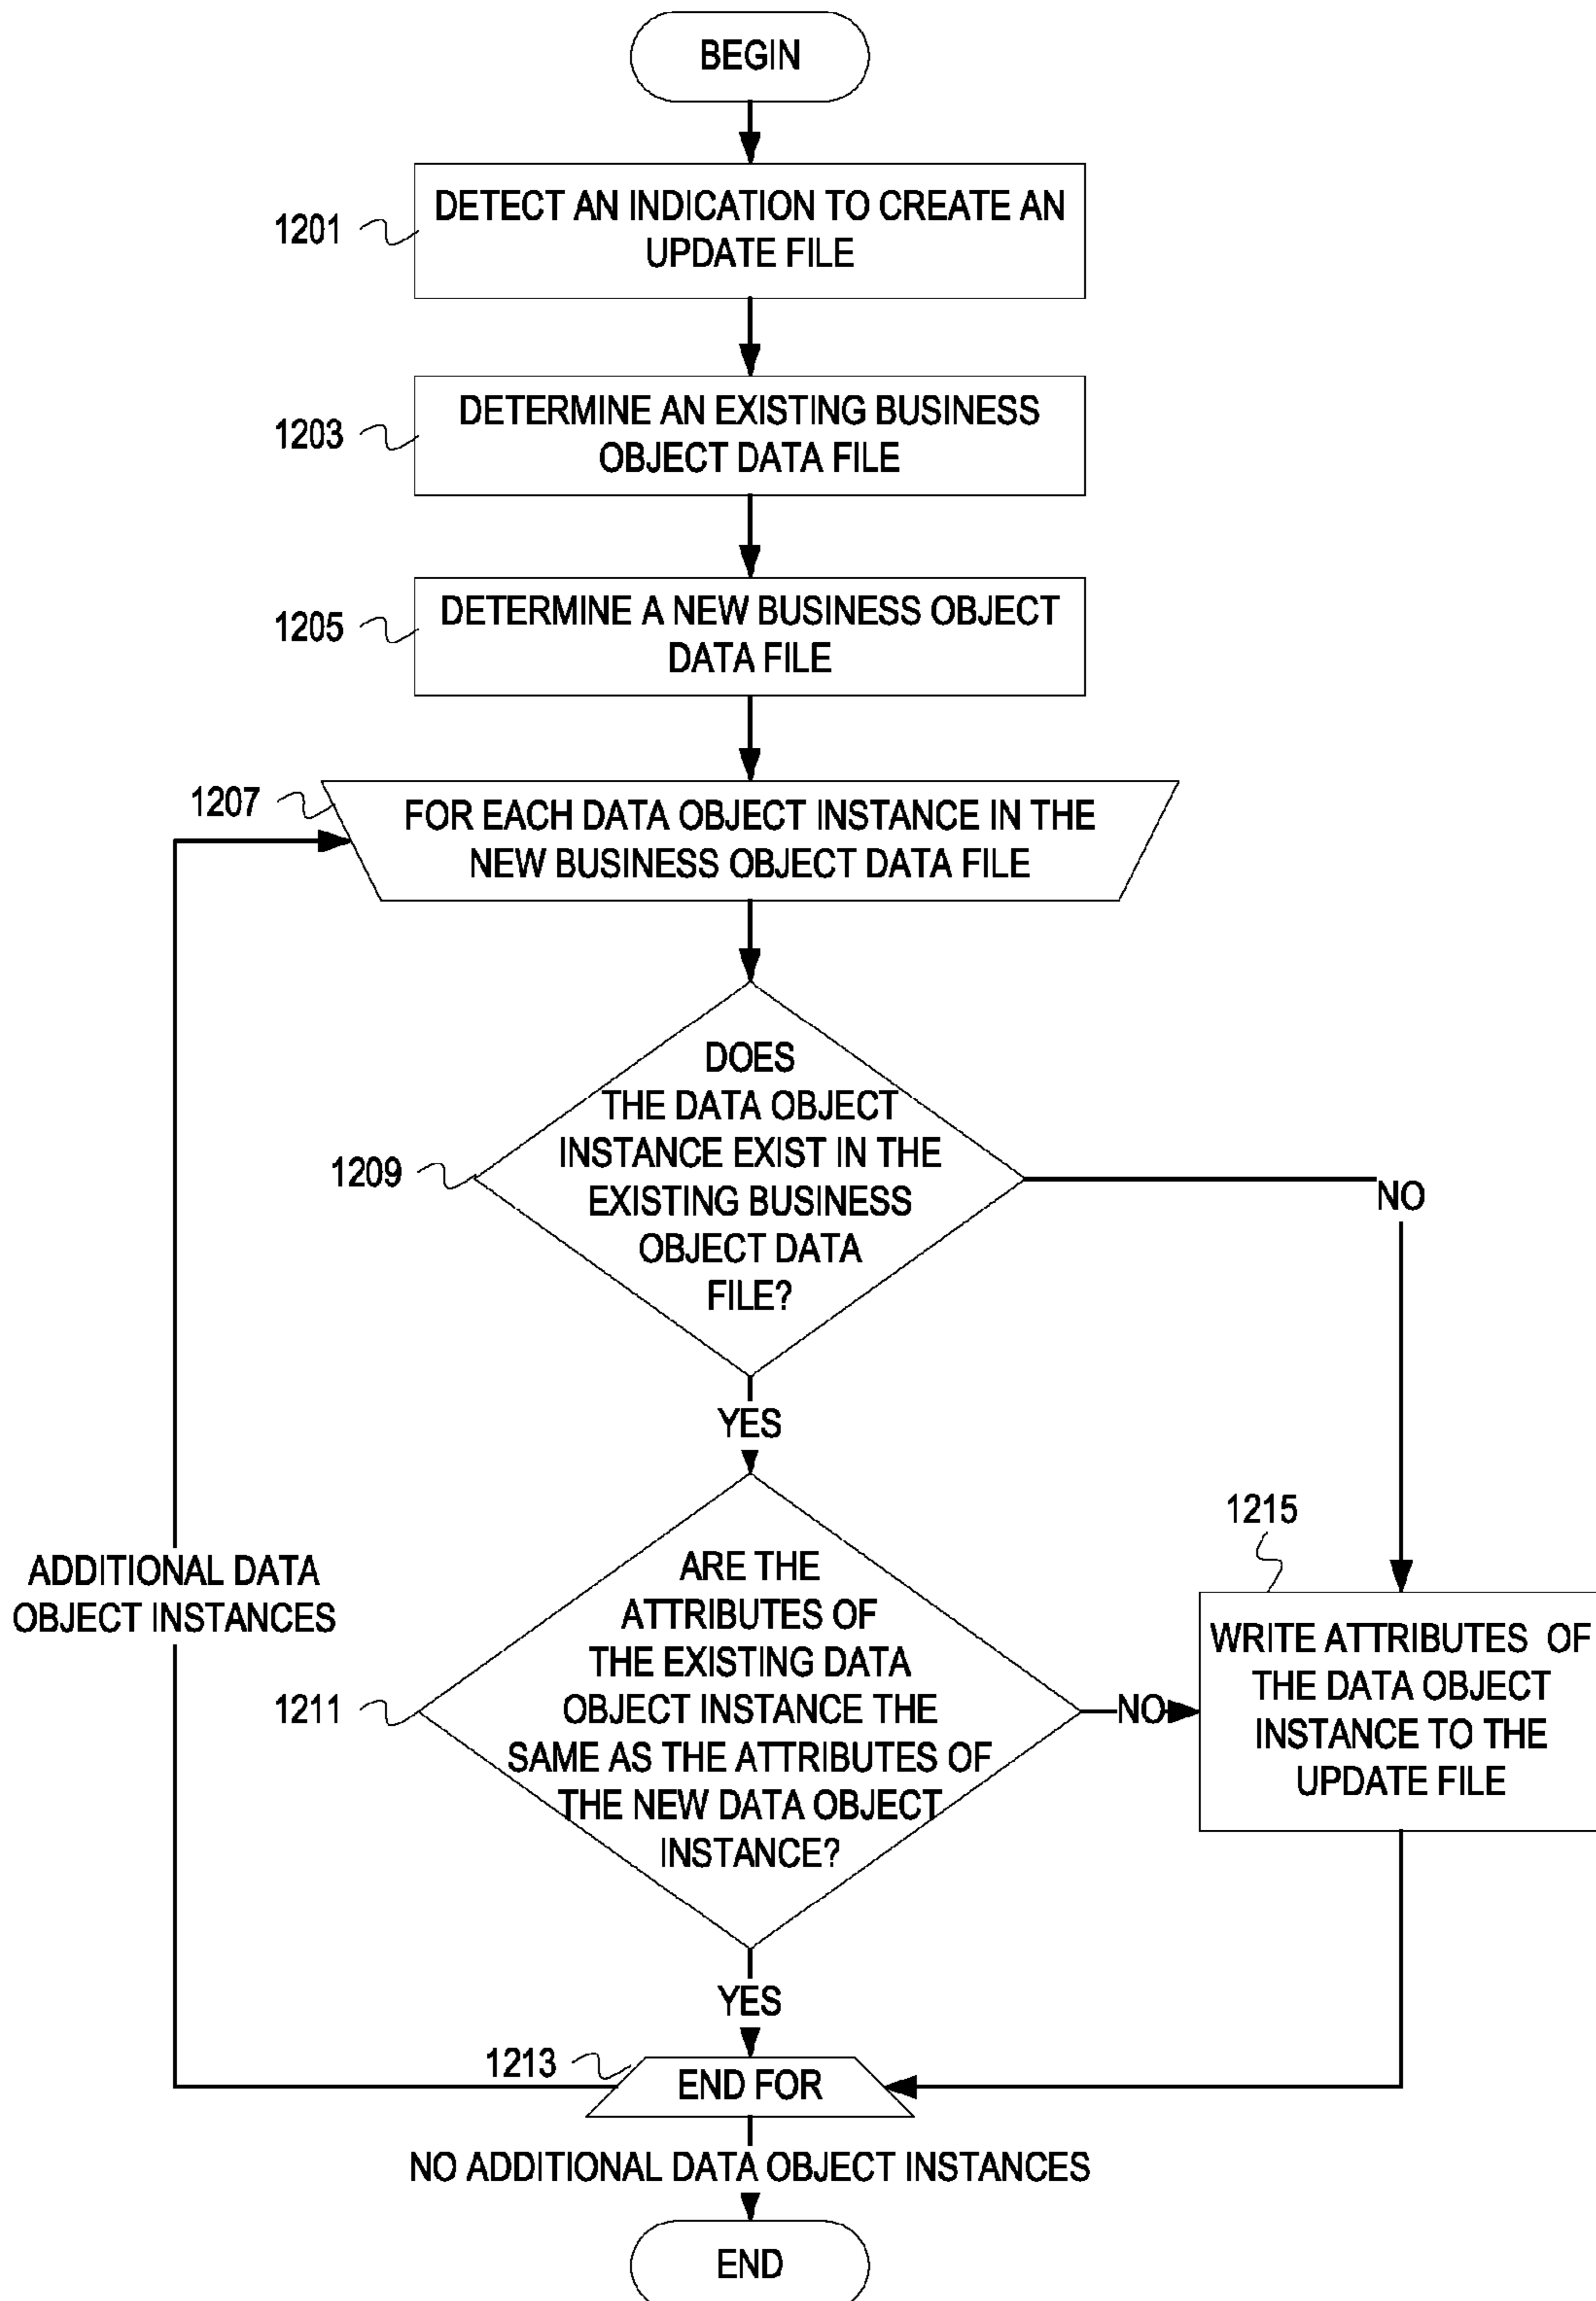 BEGIN
1201
DETECT AN INDICATION TO CREATE AN
UPDATE FILE
1203
DETERMINE AN EXISTING BUSINESS
OBJECT DATA FILE
1205
DETERMINE A NEW BUSINESS OBJECT
DATA FILE
1207
FOR EACH DATA OBJECT INSTANCE IN THE
NEW BUSINESS OBJECT DATA FILE
1209
DOES
THE DATA OBJECT
INSTANCE EXIST IN THE
EXISTING BUSINESS
OBJECT DATA
FILE?
NO
YES
1211
ARE THE
ATTRIBUTES OF
THE EXISTING DATA
OBJECT INSTANCE THE
SAME AS THE ATTRIBUTES OF
THE NEW DATA OBJECT
INSTANCE?
NO
1215
WRITE ATTRIBUTES OF
THE DATA OBJECT
INSTANCE TO THE
UPDATE FILE
ADDITIONAL DATA
OBJECT INSTANCES
YES
1213
END FOR
NO ADDITIONAL DATA OBJECT INSTANCES
END